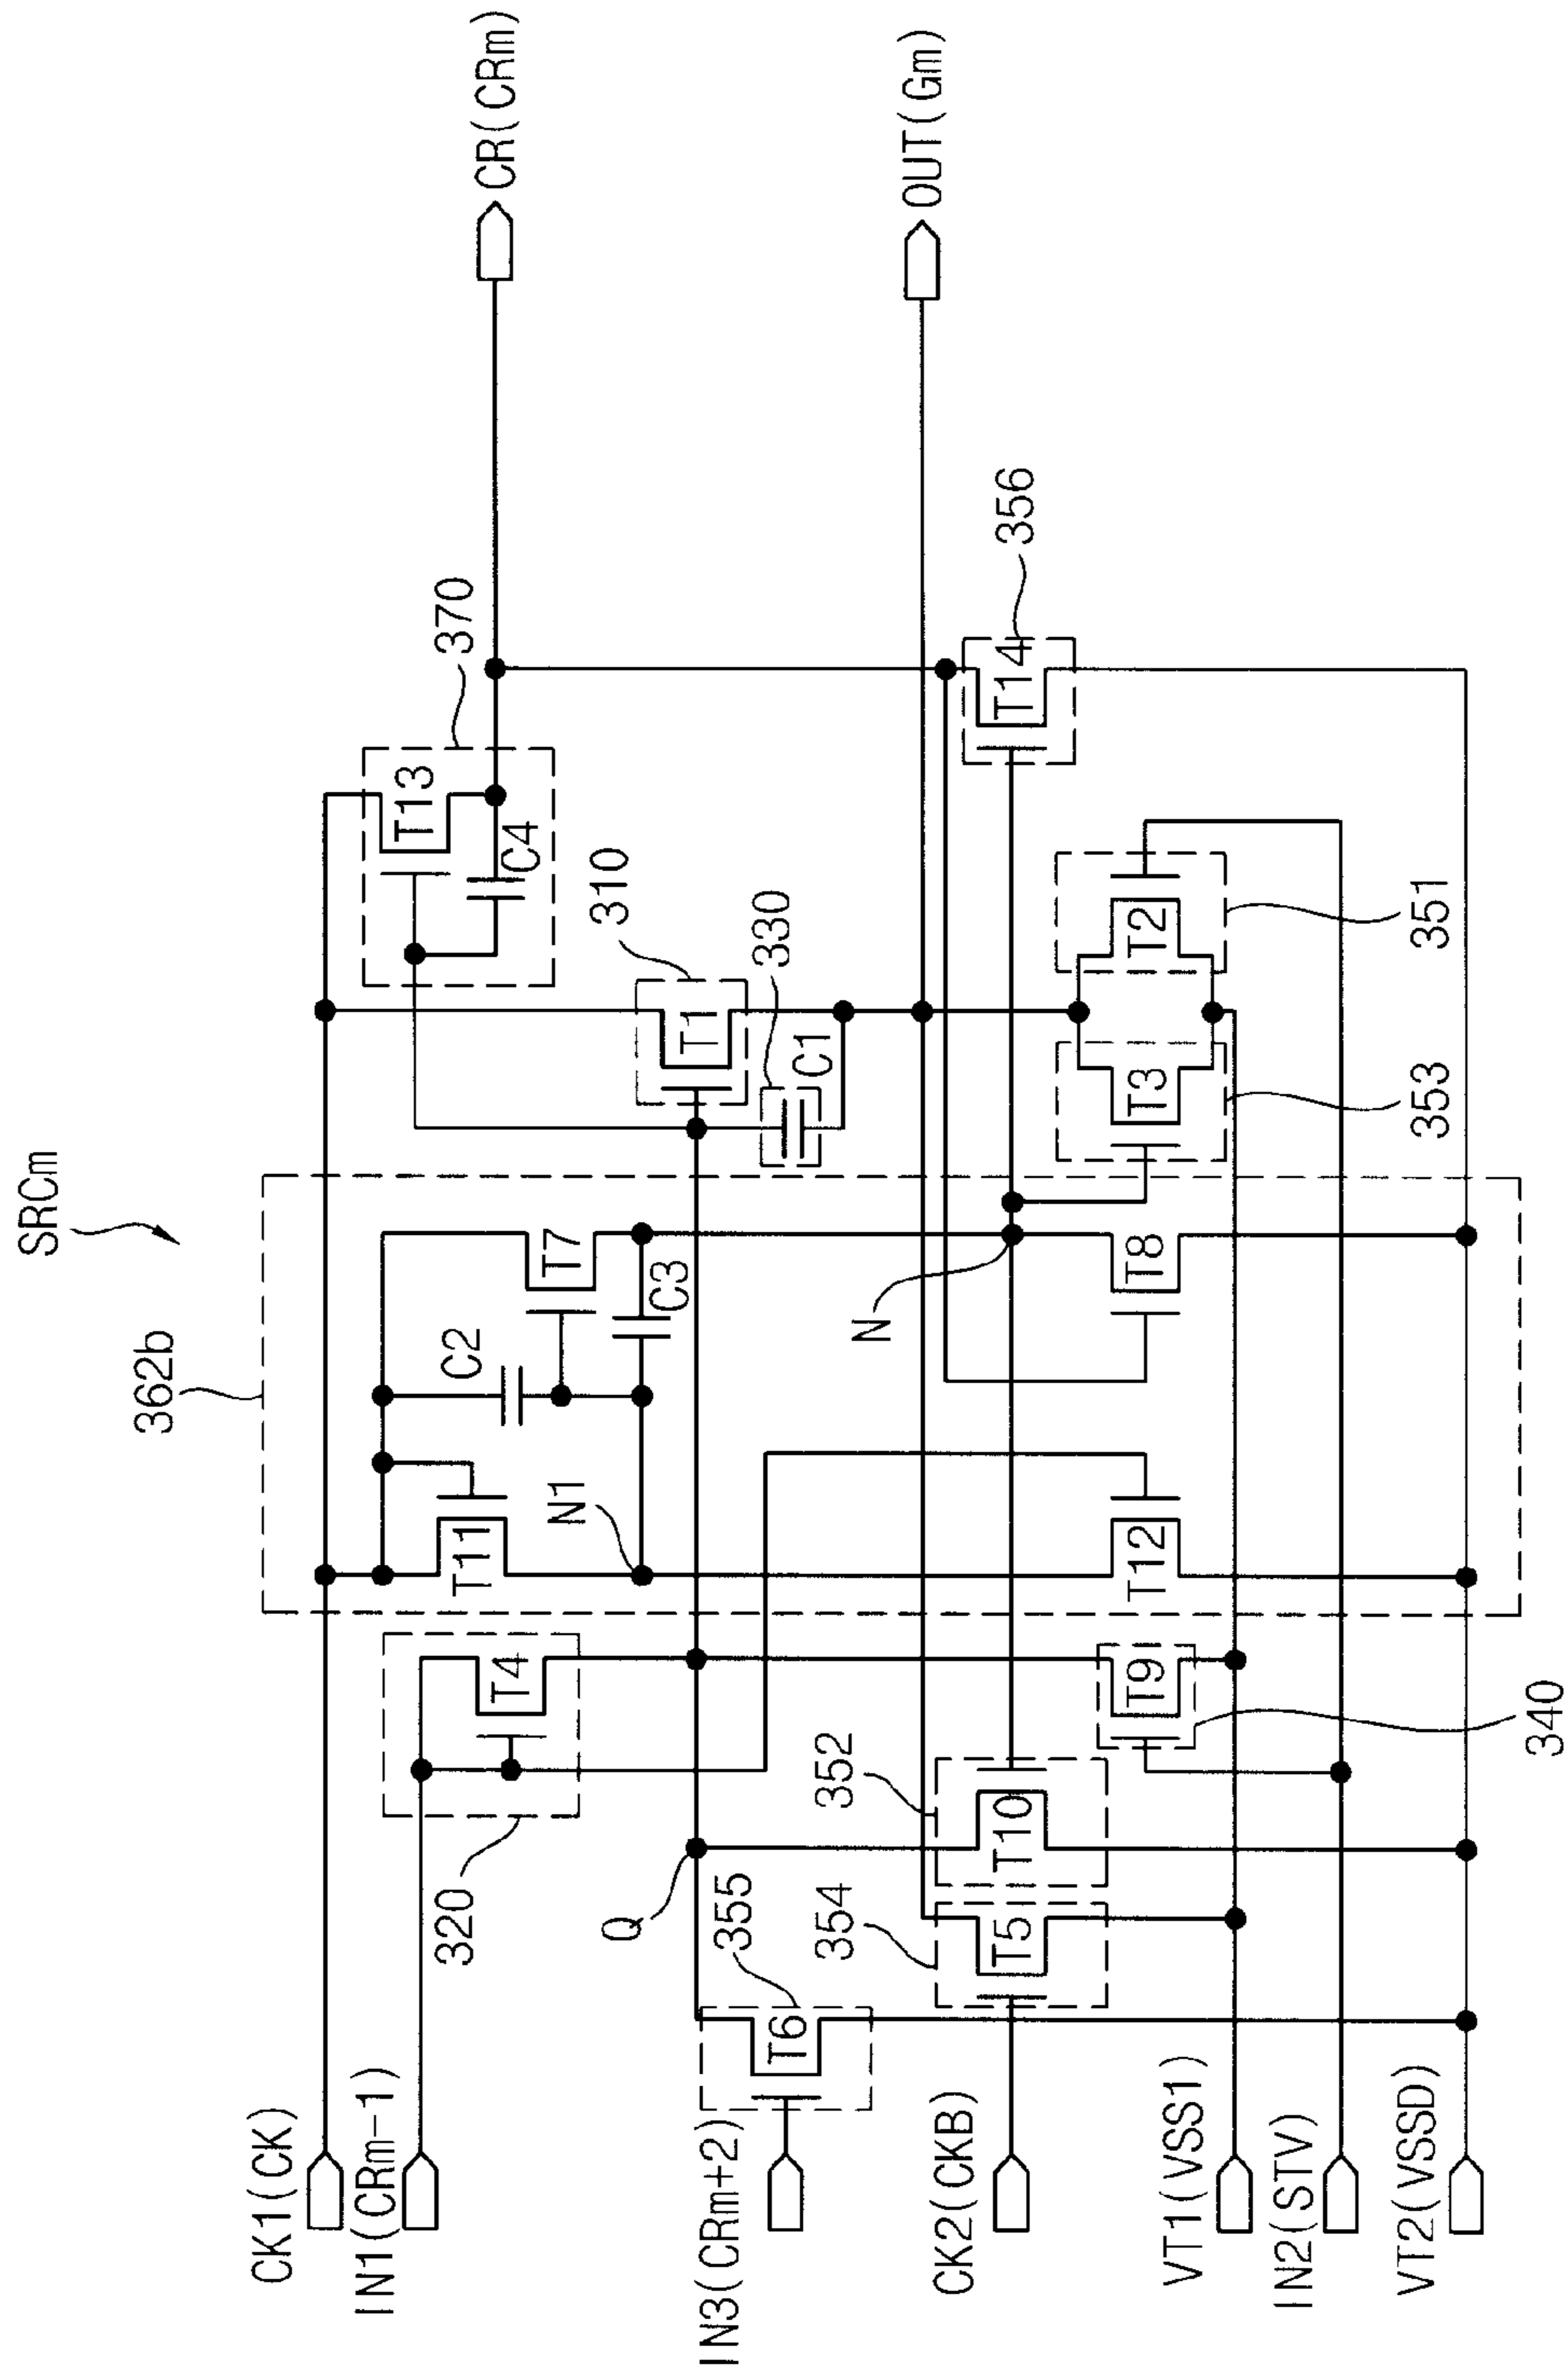 SRCm
362b
CK1(CK)
IN1(CRm-1)
IN3(CRm+2)
CK2(CKB)
VT1(VSS1)
IN2(STV)
VT2(VSSD)
CR(CRm)
OUT(Gm)
320
T4
T11
N1
C2
T7
C3
T13
C4
370
310
T1
330
C1
Q
355
T6
354
T5
352
T10
T9
340
T12
N
T8
T3
353
T2
351
T14
356